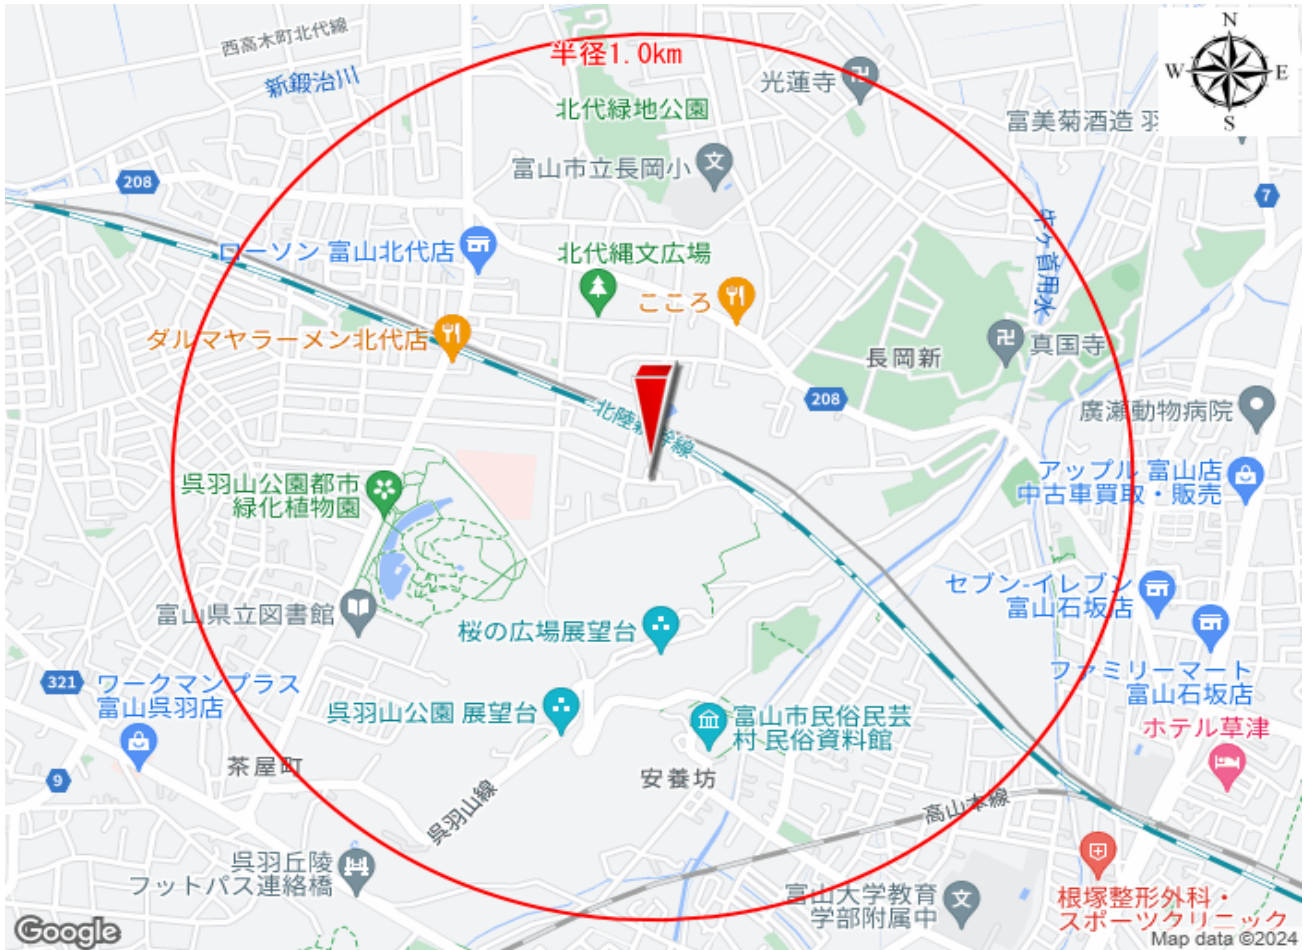 N
W
E
S
半径1.0km
西高木町北代線
新鍛治川
光蓮寺
北代緑地公園
富美菊酒造 羽
富山市立長岡小
文
208
7
牛ケ首用水
ローソン 富山北代店
北代縄文広場
こころ
ダルマヤラーメン北代店
長岡新
真国寺
208
廣瀬動物病院
北陸新幹線
呉羽山公園都市
緑化植物園
アップル 富山店
中古車買取・販売
セブン-イレブン
富山石坂店
富山県立図書館
桜の広場展望台
321
ワークマンプラス
富山呉羽店
ファミリーマート
富山石坂店
呉羽山公園 展望台
富山市民俗民芸
村 民俗資料館
ホテル草津
茶屋町
9
安養坊
呉羽山線
高山本線
呉羽丘陵
フットパス連絡橋
富山大学教育
学部附属中
文
根塚整形外科・
スポーツクリニック
Google
Map data ©2024